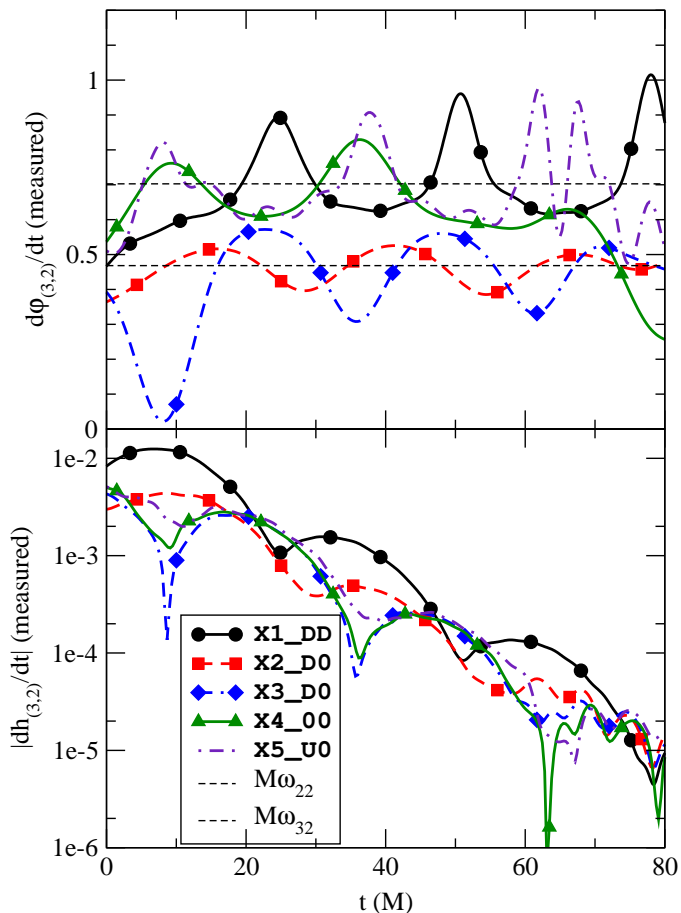 dφ(3,2)/dt (measured)
1
0.5
0
|dh(3,2)/dt| (measured)
1e-2
1e-3
1e-4
1e-5
1e-6
X1_DD
X2_D0
X3_D0
X4_00
X5_U0
Mω22
Mω32
0 20 40 60 80
t (M)